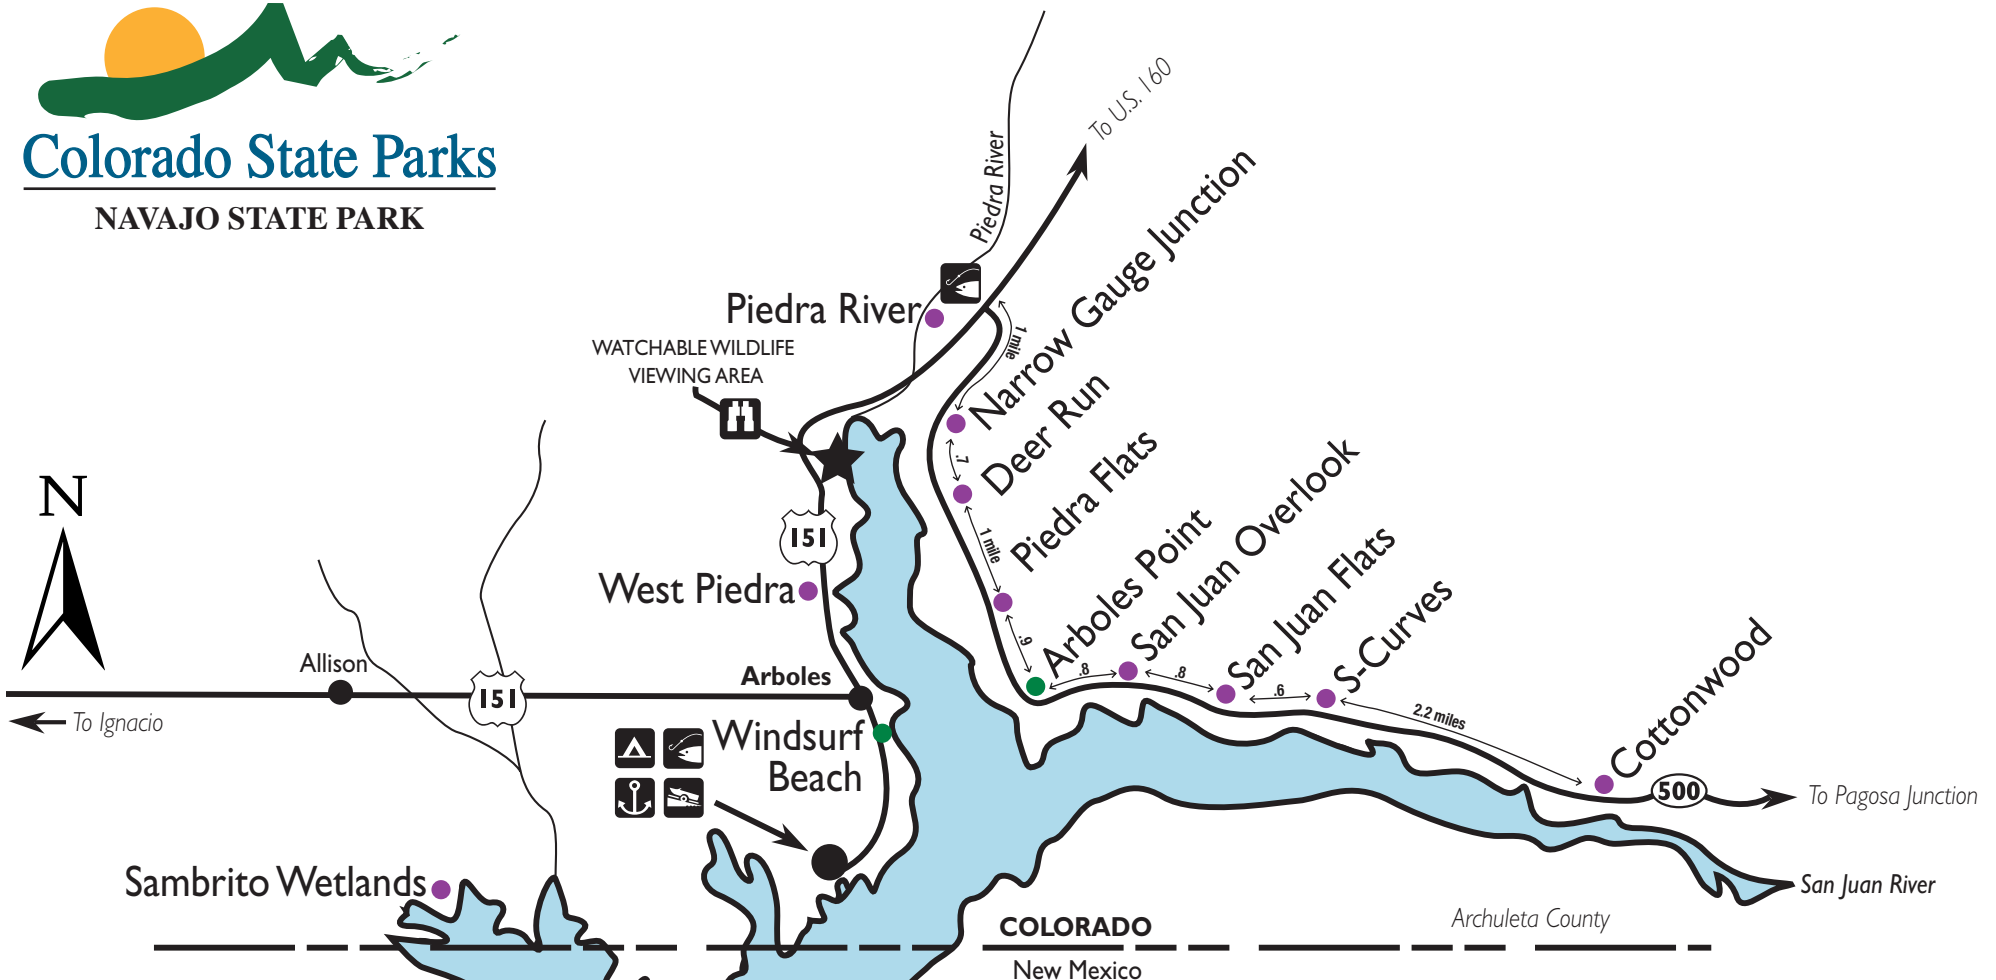 Colorado State Parks
NAVAJO STATE PARK
To U.S. 160
Piedra River
Narrow Gauge Junction
Piedra River
1 mile
WATCHABLE WILDLIFE
VIEWING AREA
Deer Run
.7
Piedra Flats
1 mile
San Juan Overlook
Arboles Point
N
151
West Piedra
San Juan Flats
S-Curves
.9
.8
.8
.6
2.2 miles
Cottonwood
Allison
151
Arboles
To Ignacio
Windsurf
Beach
500
To Pagosa Junction
Sambrito Wetlands
San Juan River
Archuleta County
COLORADO
New Mexico